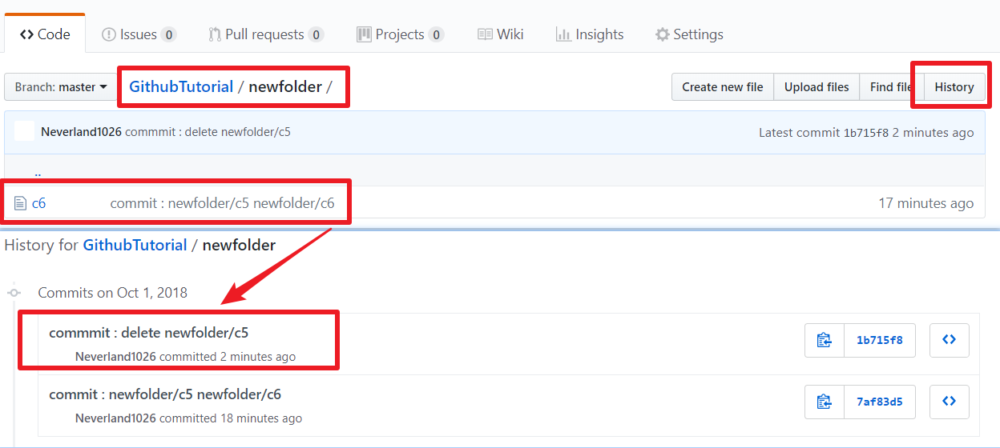 Code Issues 0 Pull requests 0 Projects 0 Wiki Insights Settings
Branch: master GithubTutorial / newfolder / Create new file Upload files Find file History
Neverland1026 commmit : delete newfolder/c5 Latest commit 1b715f8 2 minutes ago
..
c6 commit : newfolder/c5 newfolder/c6 17 minutes ago
History for GithubTutorial / newfolder
Commits on Oct 1, 2018
commmit : delete newfolder/c5
1b715f8
Neverland1026 committed 2 minutes ago
commit : newfolder/c5 newfolder/c6
7af83d5
Neverland1026 committed 18 minutes ago